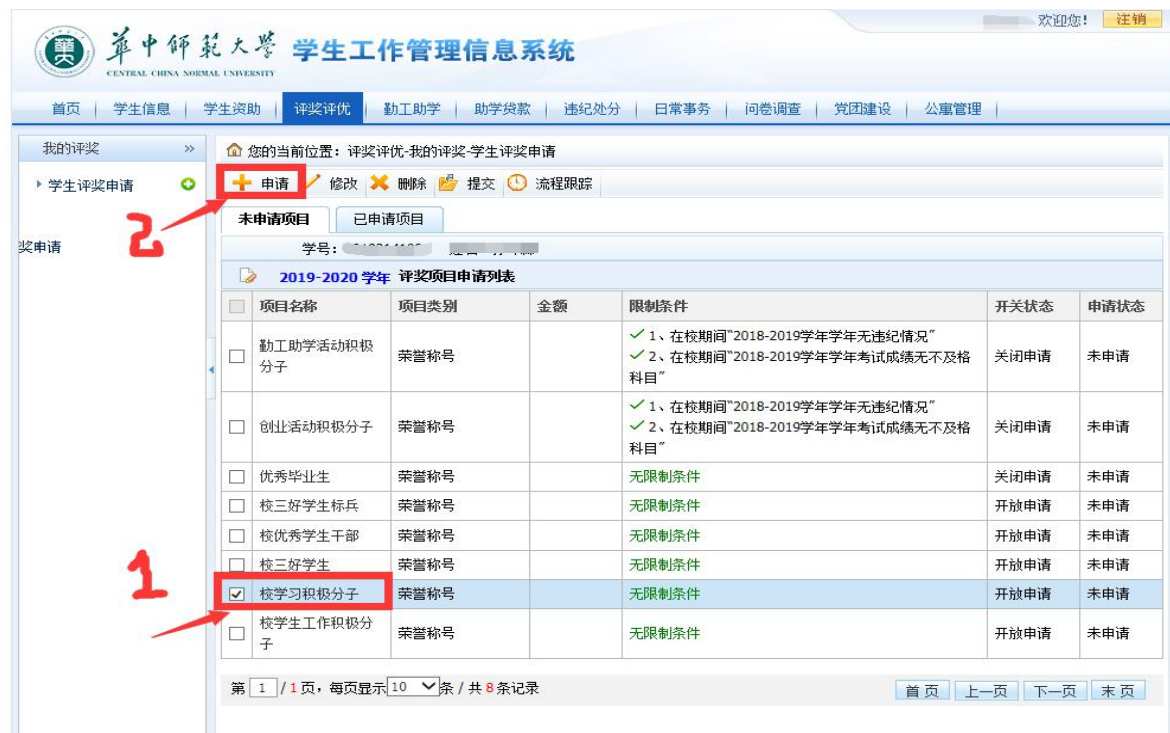 欢迎您! 注销
華中师範大学 学生工作管理信息系统
CENTRAL CHINA NORMAL UNIVERSITY
首页 学生信息 学生资助 评奖评优 勤工助学 助学贷款 违纪处分 日常事务 问卷调查 党团建设 公寓管理
我的评奖 »
您的当前位置：评奖评优-我的评奖-学生评奖申请
学生评奖申请
申请 修改 删除 提交 流程跟踪
2
未申请项目 已申请项目
奖申请
学号：
2019-2020 学年 评奖项目申请列表
项目名称 项目类别 金额 限制条件 开关状态 申请状态
勤工助学活动积极
分子
荣誉称号
✓ 1、在校期间"2018-2019学年学年无违纪情况"
✓ 2、在校期间"2018-2019学年学年考试成绩无不及格
科目"
关闭申请 未申请
创业活动积极分子 荣誉称号
✓ 1、在校期间"2018-2019学年学年无违纪情况"
✓ 2、在校期间"2018-2019学年学年考试成绩无不及格
科目"
关闭申请 未申请
优秀毕业生 荣誉称号 无限制条件 关闭申请 未申请
校三好学生标兵 荣誉称号 无限制条件 开放申请 未申请
校优秀学生干部 荣誉称号 无限制条件 开放申请 未申请
校三好学生 荣誉称号 无限制条件 开放申请 未申请
1
校学习积极分子 荣誉称号 无限制条件 开放申请 未申请
校学生工作积极分
子
荣誉称号 无限制条件 开放申请 未申请
第 1 /1页，每页显示 10 条 / 共 8 条记录
首页 上一页 下一页 末页